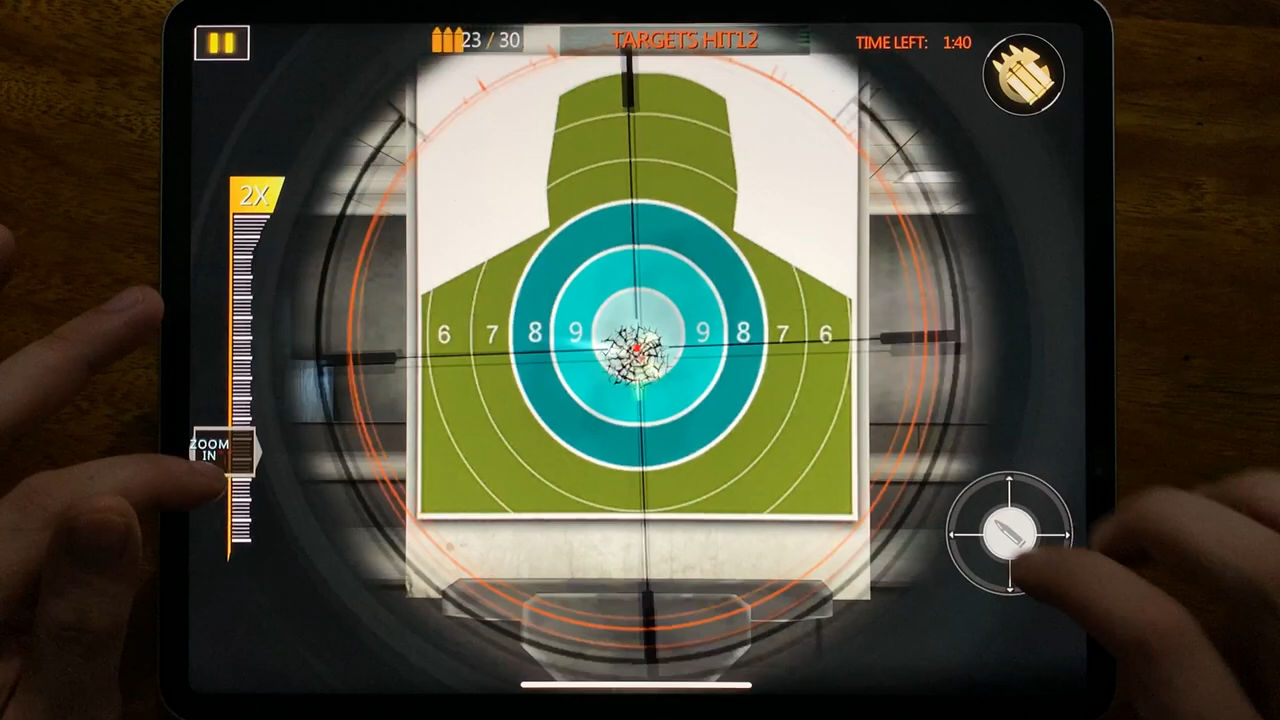 23 / 30
TARGETS HIT12
TIME LEFT: 1:40
2X
6 7 8 9 9 8 7 6
ZOOM
IN